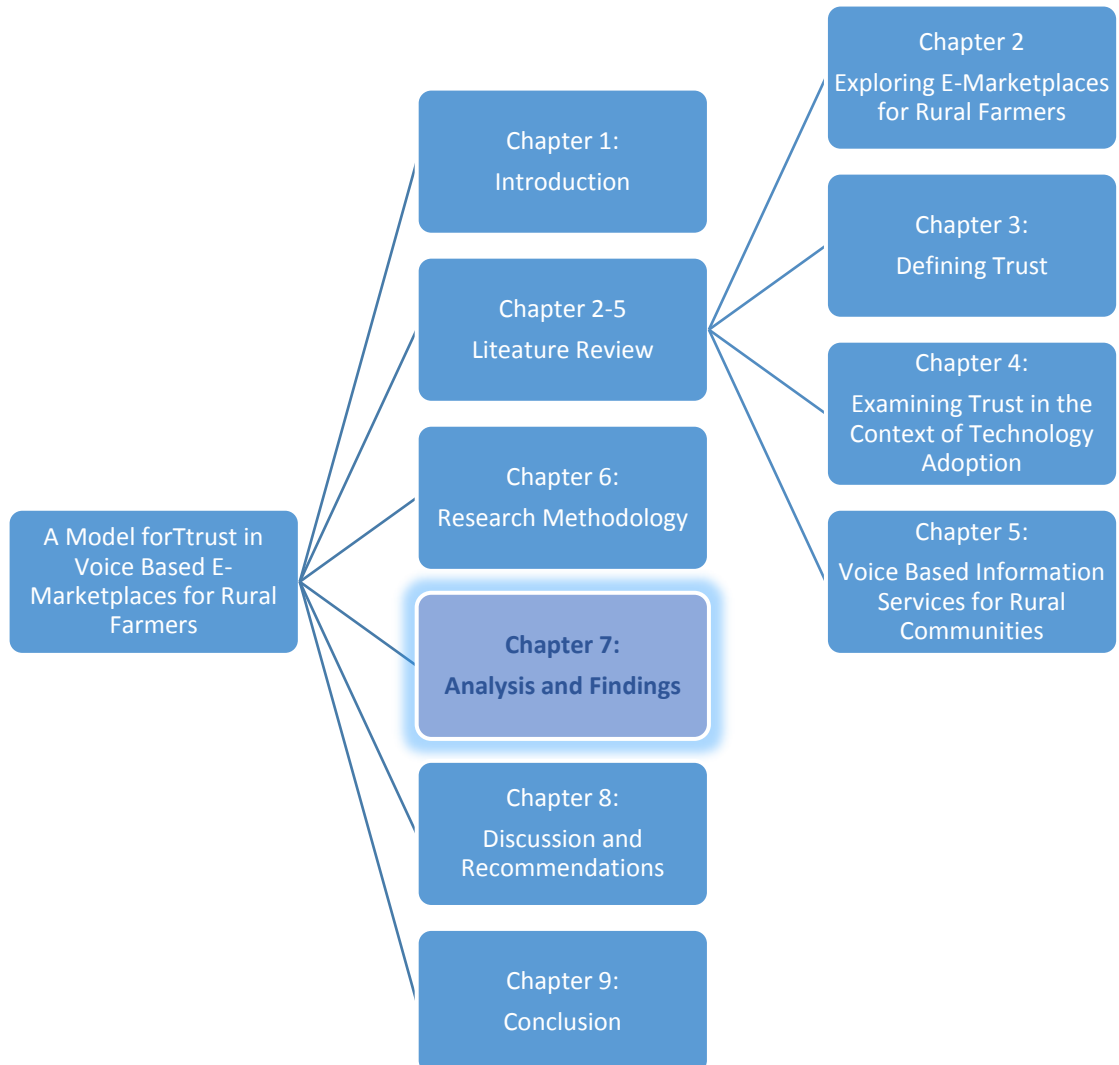 A Model forTtrust in
Voice Based E-
Marketplaces for Rural
Farmers
Chapter 1:
Introduction
Chapter 2-5
Liteature Review
Chapter 6:
Research Methodology
Chapter 7:
Analysis and Findings
Chapter 8:
Discussion and
Recommendations
Chapter 9:
Conclusion
Chapter 2
Exploring E-Marketplaces
for Rural Farmers
Chapter 3:
Defining Trust
Chapter 4:
Examining Trust in the
Context of Technology
Adoption
Chapter 5:
Voice Based Information
Services for Rural
Communities